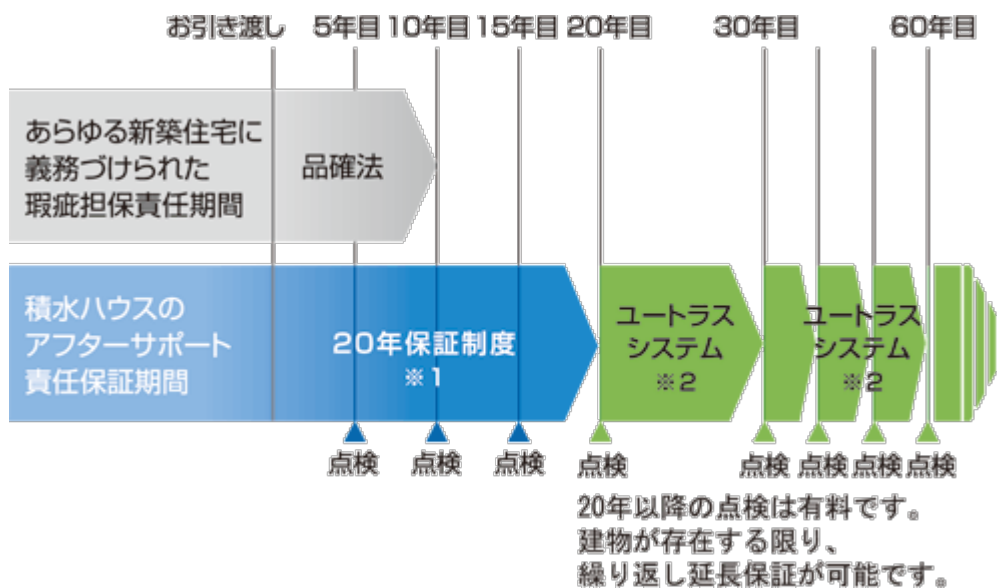 お引き渡し 5年目 10年目 15年目 20年目 30年目 60年目
あらゆる新築住宅に
義務づけられた
瑕疵担保責任期間
品確法
積水ハウスの
アフターサポート
責任保証期間
20年保証制度
※1
ユートラス
システム
※2
ユートラス
システム
※2
点検 点検 点検 点検 点検 点検 点検 点検
20年以降の点検は有料です。
建物が存在する限り、
繰り返し延長保証が可能です。